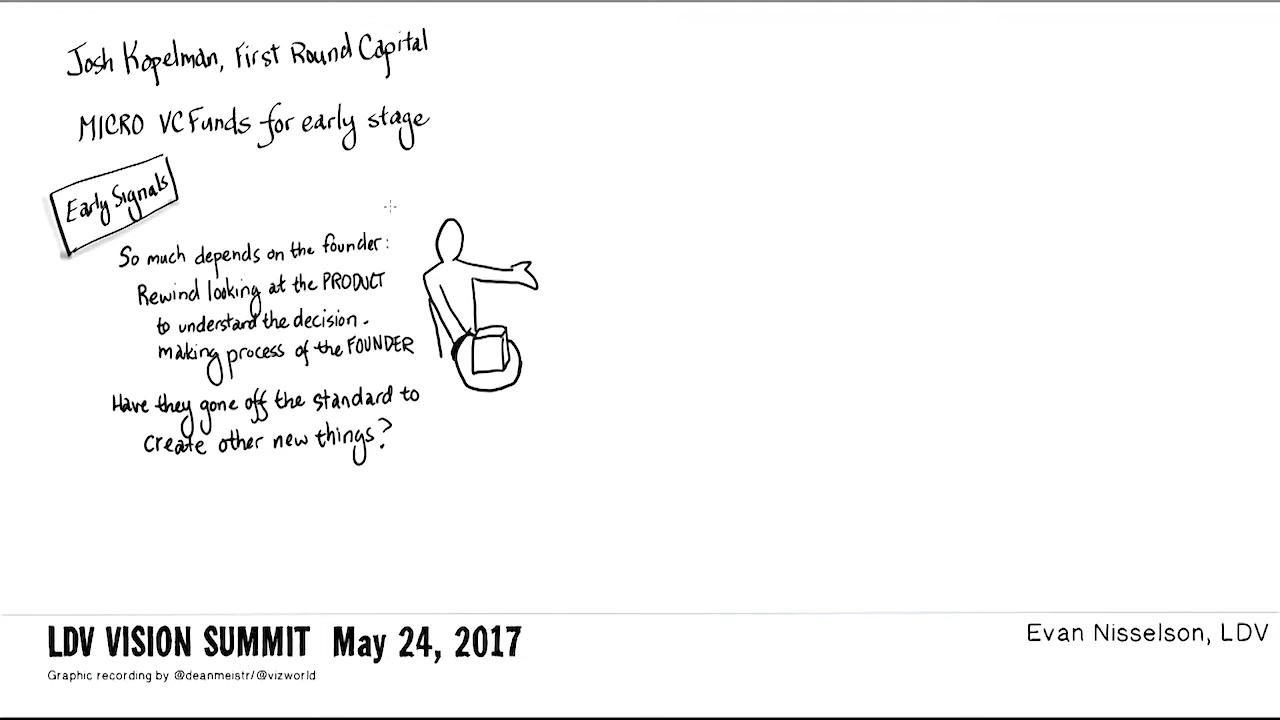 Josh Kopelman, First Round Capital
MICRO VC Funds for early stage
Early Signals
So much depends on the founder:
Rewind looking at the PRODUCT
to understand the decision-
making process of the FOUNDER
Have they gone off the standard to
create other new things?
LDV VISION SUMMIT May 24, 2017
Evan Nisselson, LDV
Graphic recording by @deanmeistr/@vizworld